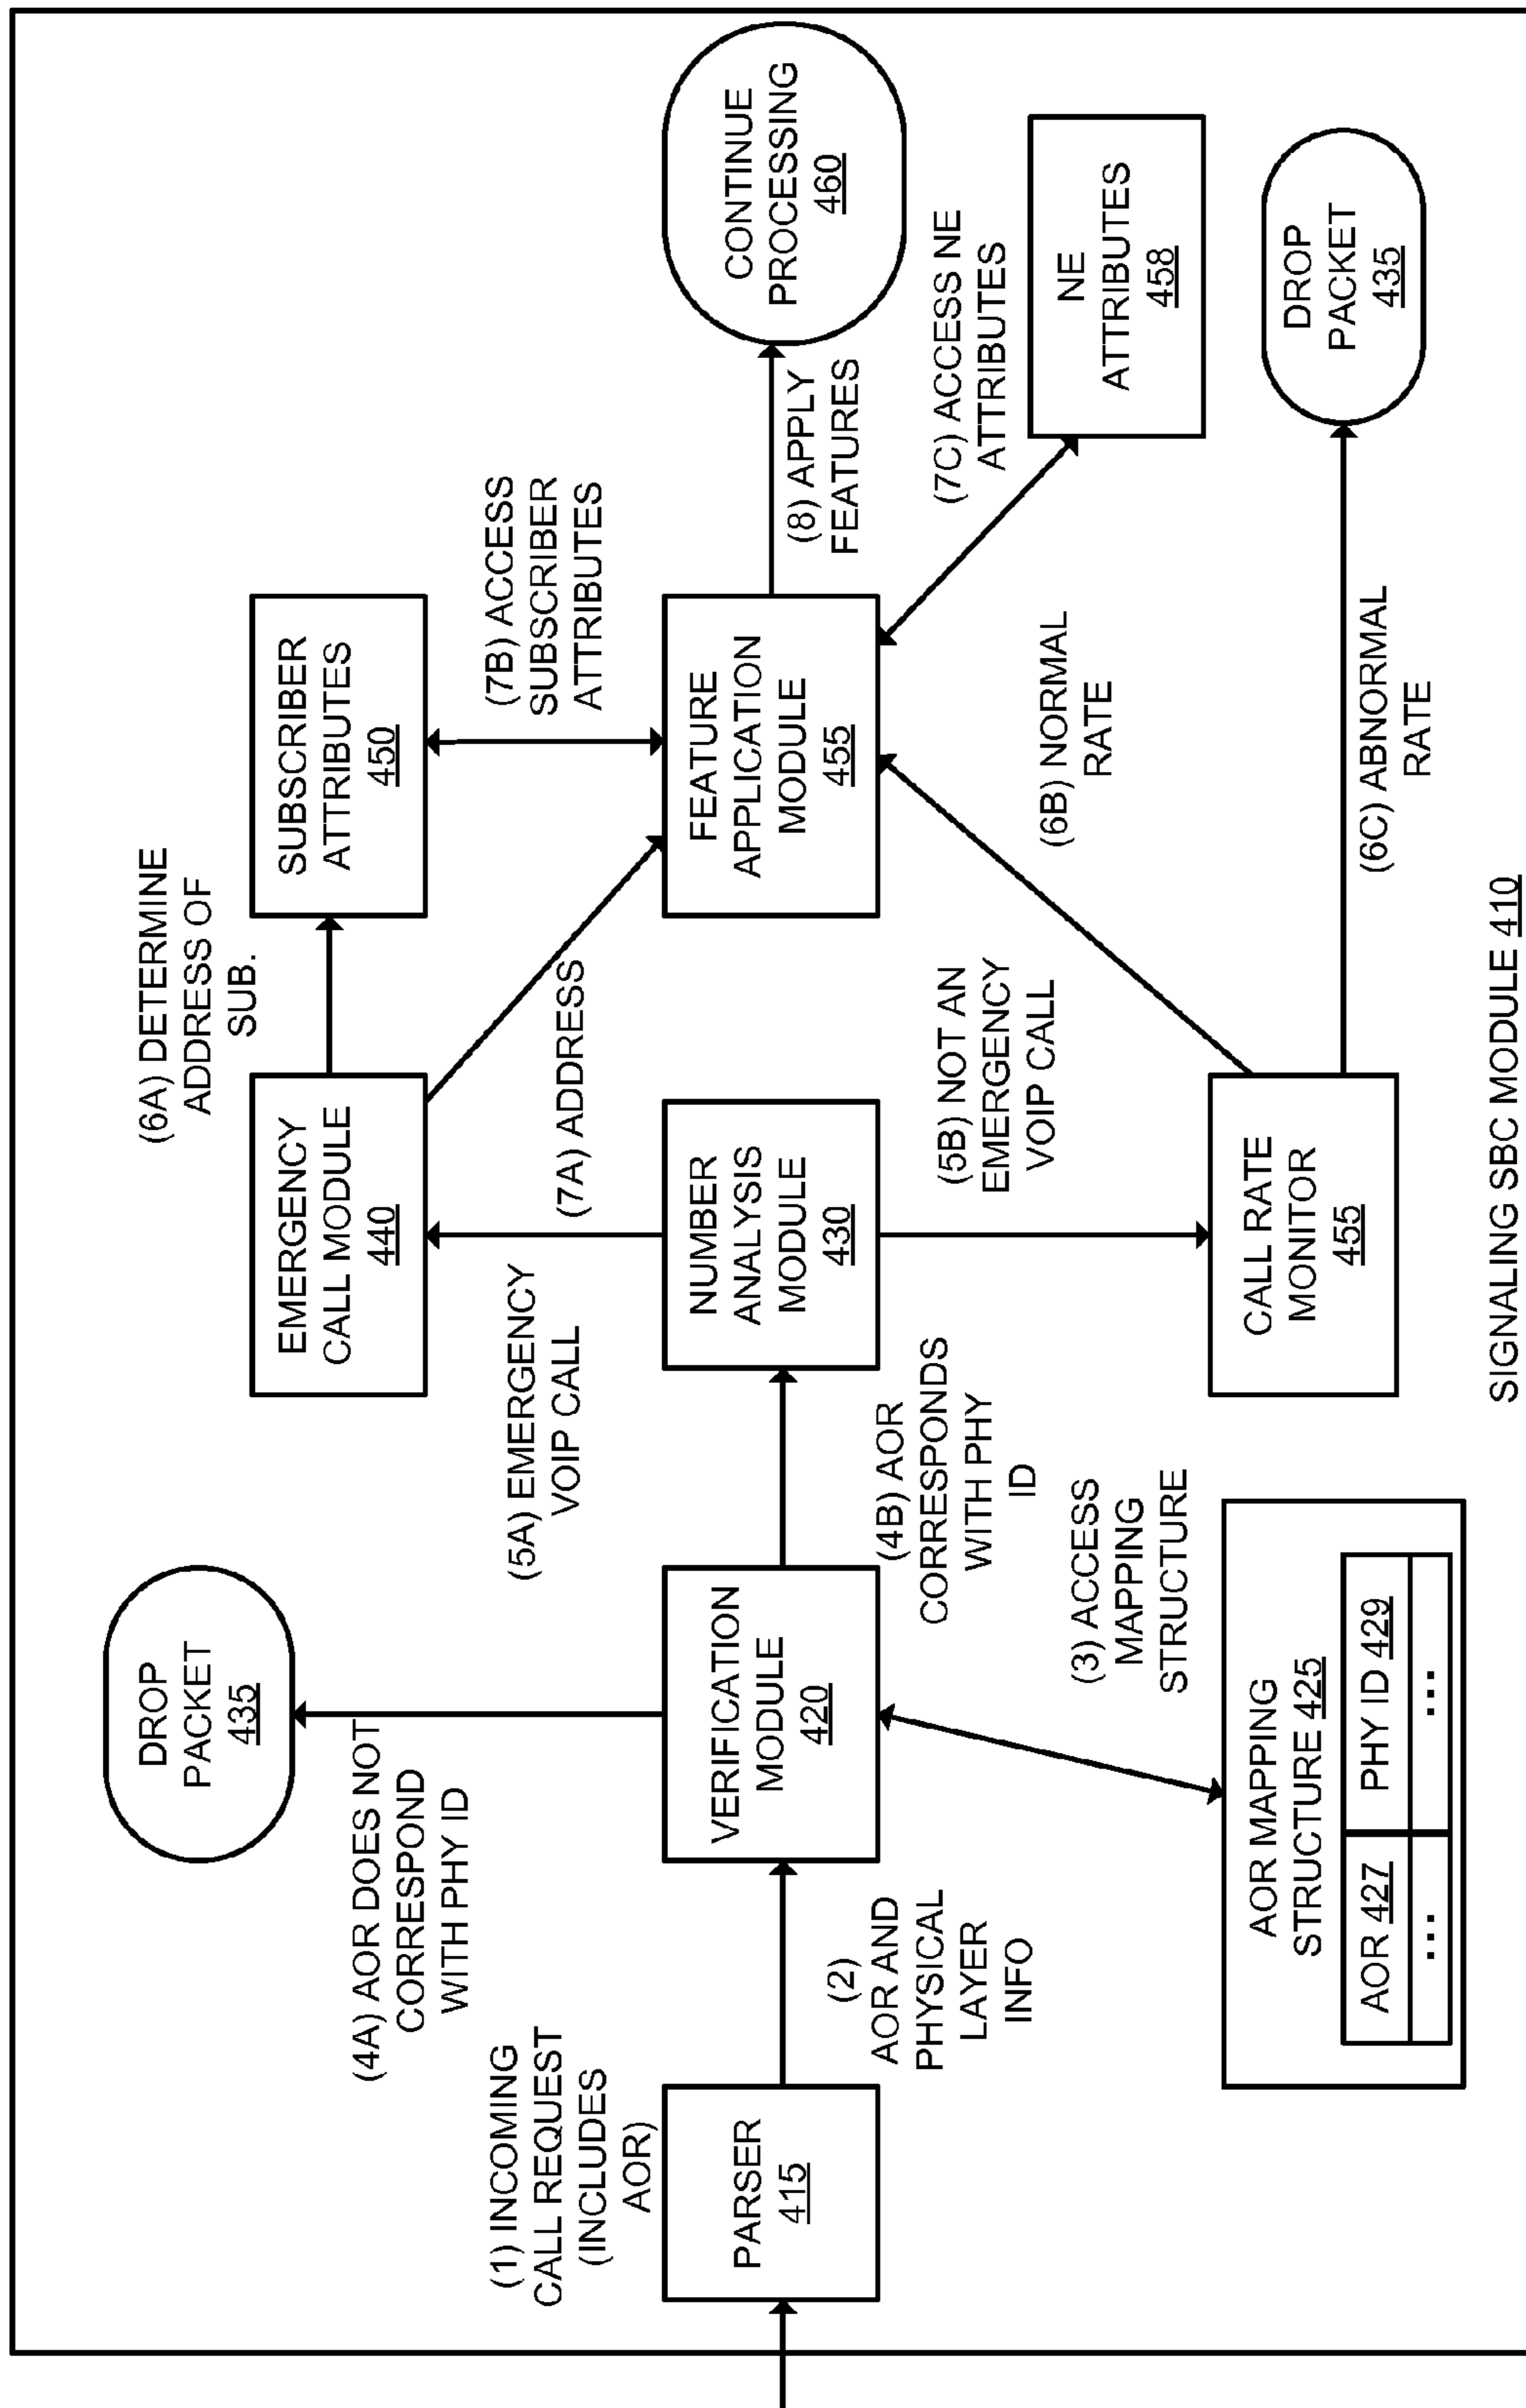 (1) INCOMING
CALL REQUEST
(INCLUDES
AOR)
PARSER
415
(2)
AOR AND
PHYSICAL
LAYER
INFO
DROP
PACKET
435
(4A) AOR DOES NOT
CORRESPOND
WITH PHY ID
VERIFICATION
MODULE
420
(3) ACCESS
MAPPING
STRUCTURE
AOR MAPPING
STRUCTURE 425
AOR 427
PHY ID 429
...
...
(4B) AOR
CORRESPONDS
WITH PHY
ID
NUMBER
ANALYSIS
MODULE
430
(5A) EMERGENCY
VOIP CALL
EMERGENCY
CALL MODULE
440
(5B) NOT AN
EMERGENCY
VOIP CALL
CALL RATE
MONITOR
455
(6A) DETERMINE
ADDRESS OF
SUB.
SUBSCRIBER
ATTRIBUTES
450
(7A) ADDRESS
(7B) ACCESS
SUBSCRIBER
ATTRIBUTES
FEATURE
APPLICATION
MODULE
455
(6B) NORMAL
RATE
(6C) ABNORMAL
RATE
DROP
PACKET
435
(7C) ACCESS NE
ATTRIBUTES
NE
ATTRIBUTES
458
(8) APPLY
FEATURES
CONTINUE
PROCESSING
460
SIGNALING SBC MODULE 410